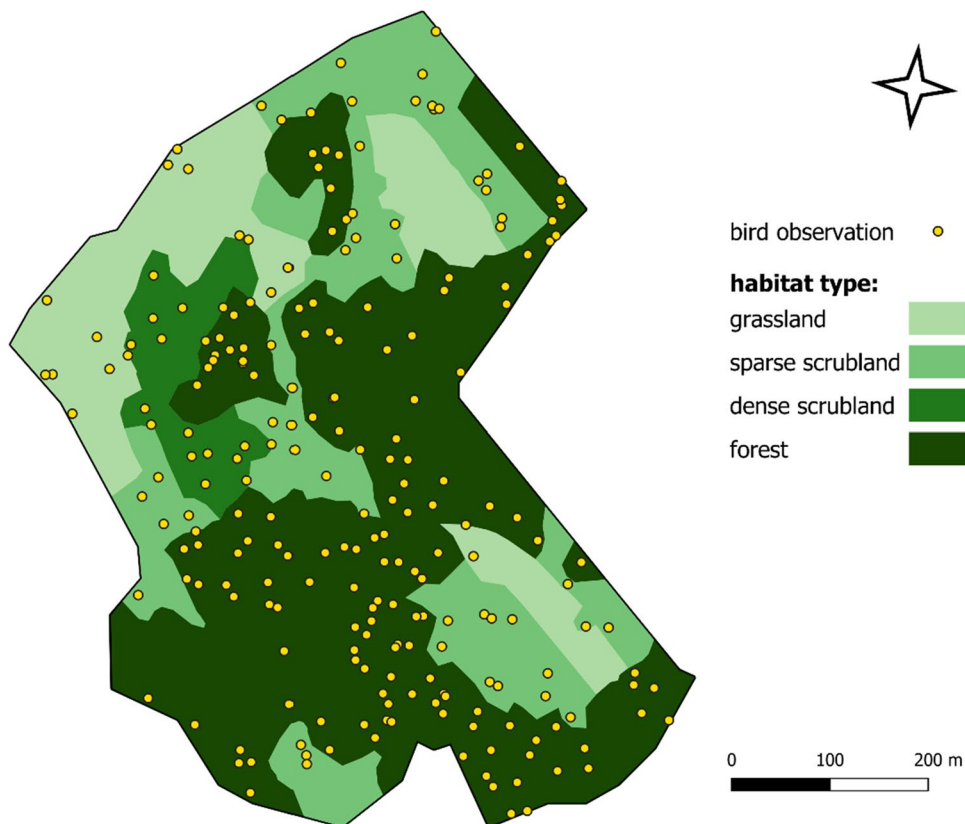 bird observation
habitat type:
grassland
sparse scrubland
dense scrubland
forest
0 100 200 m